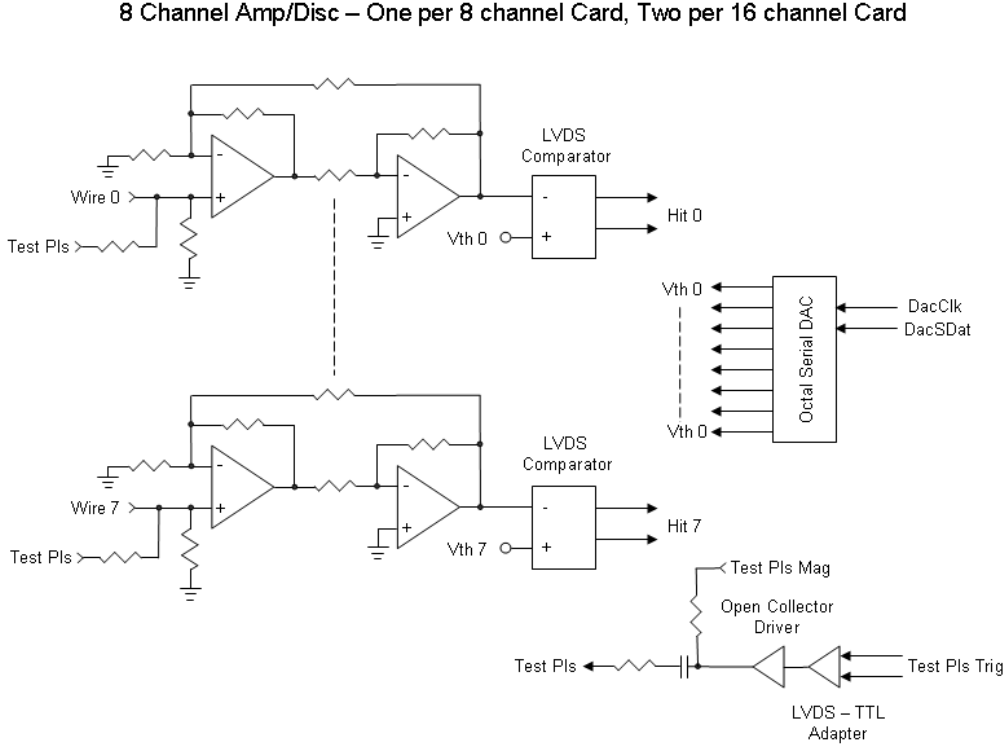 8 Channel Amp/Disc – One per 8 channel Card, Two per 16 channel Card
LVDS
Comparator
-
+
-
+
-
+
Wire 0
Test Pls
Vth 0
Hit 0
Vth 0
Vth 0
Octal Serial DAC
DacClk
DacSDat
LVDS
Comparator
-
+
-
+
-
+
Wire 7
Test Pls
Vth 7
Hit 7
Test Pls Mag
Open Collector
Driver
Test Pls
Test Pls Trig
LVDS – TTL
Adapter